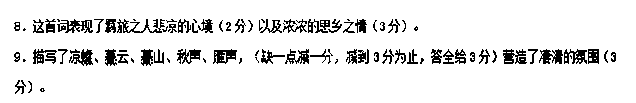 8．这首词表现了羁旅之人悲凉的心境（2分）以及浓浓的思乡之情（3分）。
9．描写了凉蟾、暮云、暮山、秋声、雁声，（缺一点减一分，减到3分为止，答全给3分）营造了凄清的氛围（3
分）。